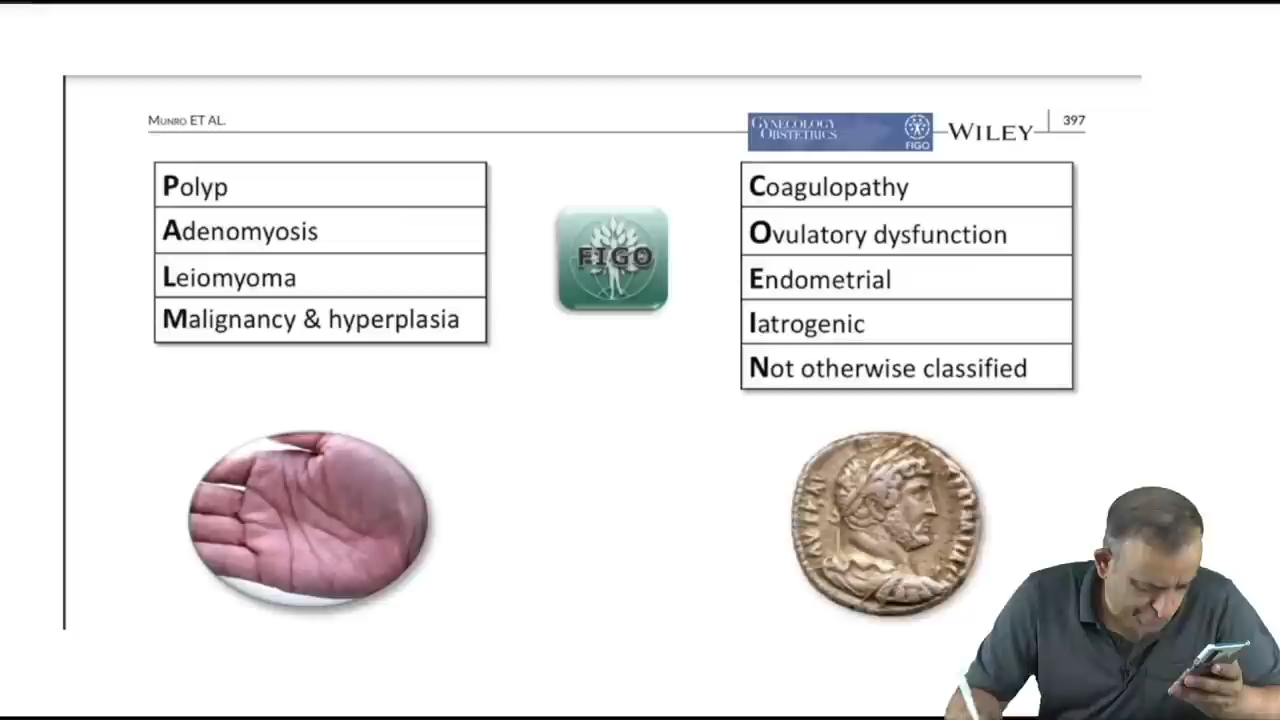 MUNRO ET AL.
GYNECOLOGY
OBSTETRICS
FIGO
WILEY
397
Polyp
Adenomyosis
Leiomyoma
Malignancy & hyperplasia
FIGO
Coagulopathy
Ovulatory dysfunction
Endometrial
Iatrogenic
Not otherwise classified